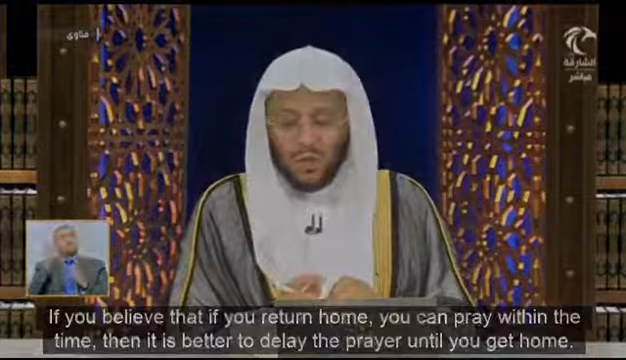 فتاوى
الشارقة
مباشر
If you believe that if you return home, you can pray within the
time, then it is better to delay the prayer until you get home.